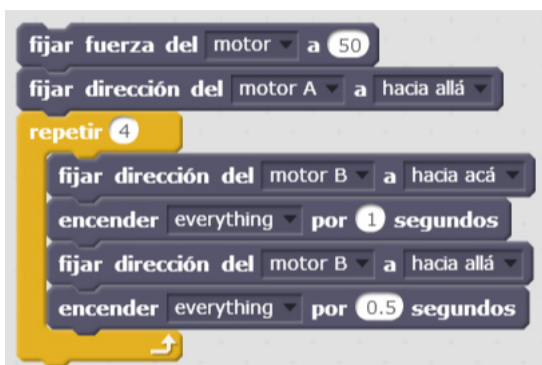 fijar fuerza del motor a 50
fijar dirección del motor A a hacia allá
repetir 4
fijar dirección del motor B a hacia acá
encender everything por 1 segundos
fijar dirección del motor B a hacia allá
encender everything por 0.5 segundos